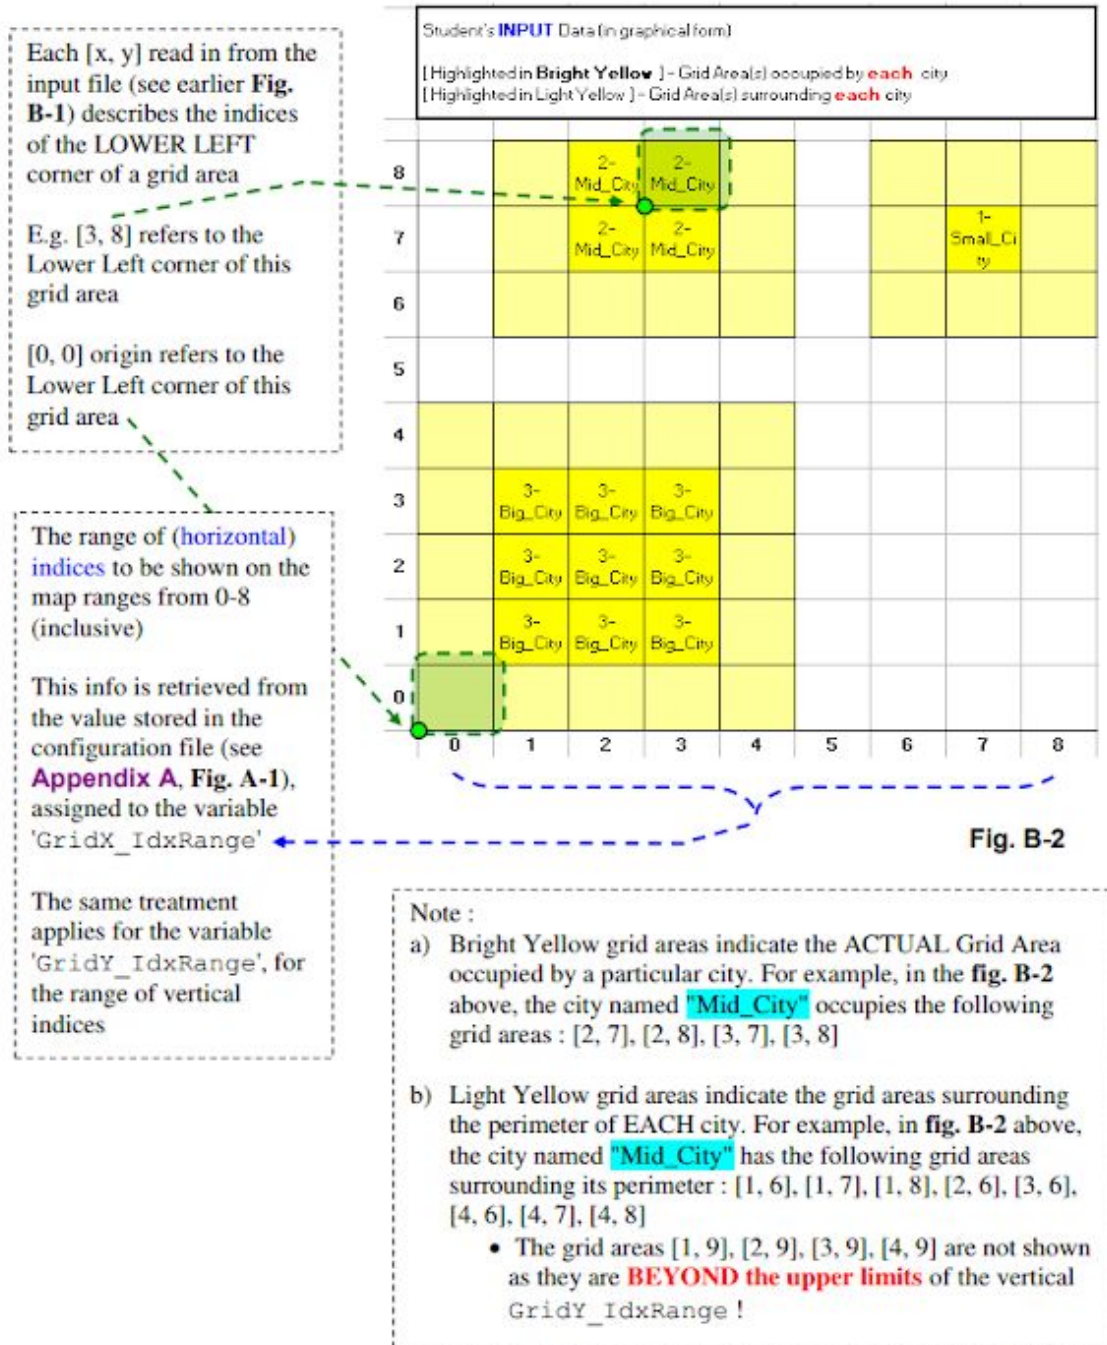 Student's INPUT Data (in graphical form)
[ Highlighted in Bright Yellow ] - Grid Area(s) occupied by each city
[ Highlighted in Light Yellow ] - Grid Area(s) surrounding each city
Each [x, y] read in from the
input file (see earlier Fig.
B-1) describes the indices
of the LOWER LEFT
corner of a grid area
E.g. [3, 8] refers to the
Lower Left corner of this
grid area
[0, 0] origin refers to the
Lower Left corner of this
grid area
8
2-
Mid_City
2-
Mid_City
7
2-
Mid_City
2-
Mid_City
1-
Small_Ci
ty
6
5
4
3
3-
Big_City
3-
Big_City
3-
Big_City
2
3-
Big_City
3-
Big_City
3-
Big_City
1
3-
Big_City
3-
Big_City
3-
Big_City
0
0 1 2 3 4 5 6 7 8
The range of (horizontal)
indices to be shown on the
map ranges from 0-8
(inclusive)
This info is retrieved from
the value stored in the
configuration file (see
Appendix A, Fig. A-1),
assigned to the variable
'GridX_IdxRange'
The same treatment
applies for the variable
'GridY_IdxRange', for
the range of vertical
indices
Fig. B-2
Note :
a) Bright Yellow grid areas indicate the ACTUAL Grid Area
occupied by a particular city. For example, in the fig. B-2
above, the city named "Mid_City" occupies the following
grid areas : [2, 7], [2, 8], [3, 7], [3, 8]
b) Light Yellow grid areas indicate the grid areas surrounding
the perimeter of EACH city. For example, in fig. B-2 above,
the city named "Mid_City" has the following grid areas
surrounding its perimeter : [1, 6], [1, 7], [1, 8], [2, 6], [3, 6],
[4, 6], [4, 7], [4, 8]
• The grid areas [1, 9], [2, 9], [3, 9], [4, 9] are not shown
as they are BEYOND the upper limits of the vertical
GridY_IdxRange !